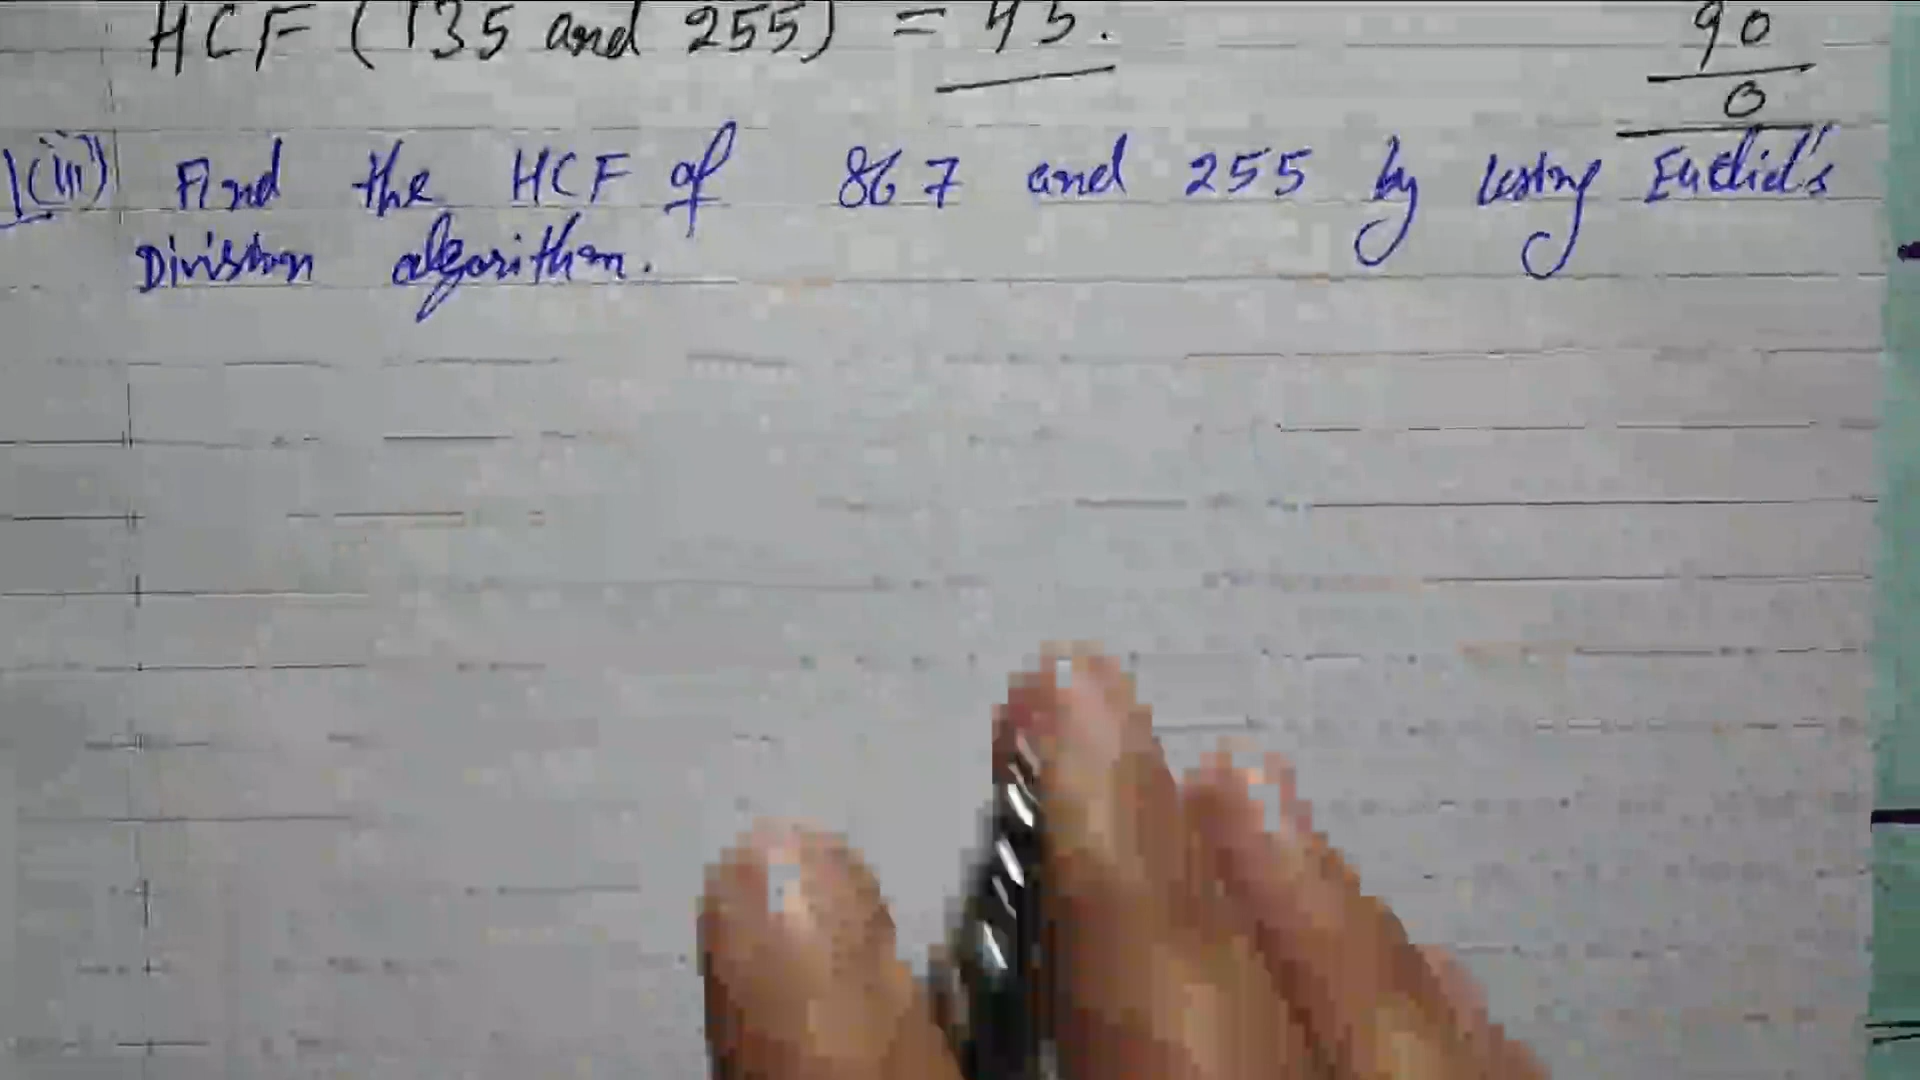 HCF (135 and 255) = 45.
90
0
1(iii) Find the HCF of 867 and 255 by using Euclid's
Division algorithm.